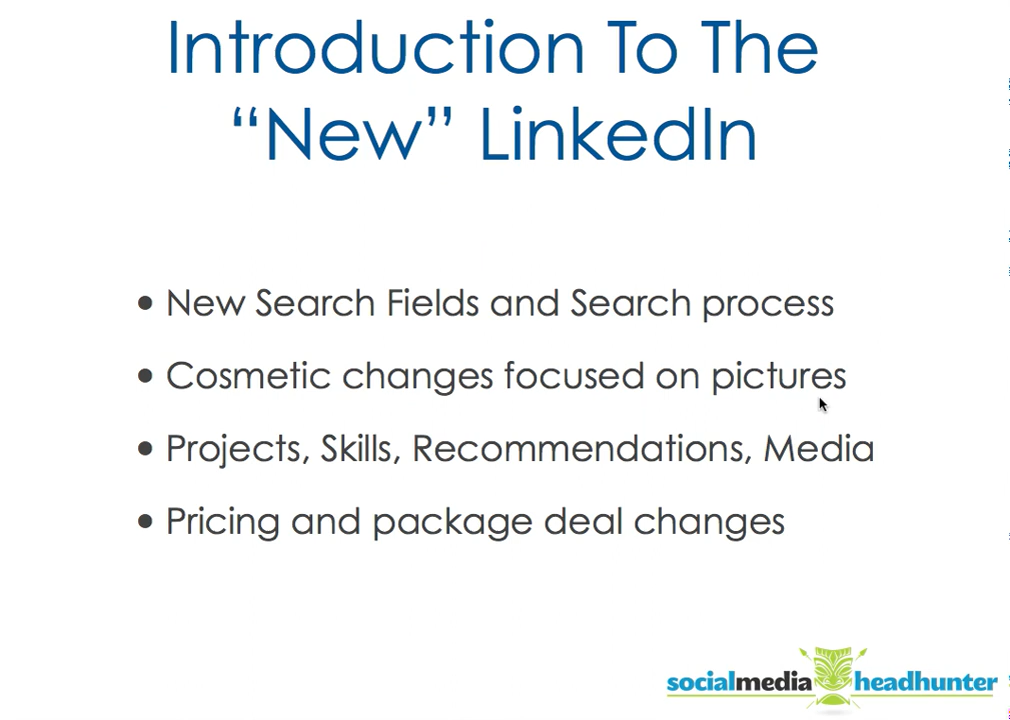 Introduction To The
“New” LinkedIn
• New Search Fields and Search process
• Cosmetic changes focused on pictures
• Projects, Skills, Recommendations, Media
• Pricing and package deal changes
socialmedia headhunter